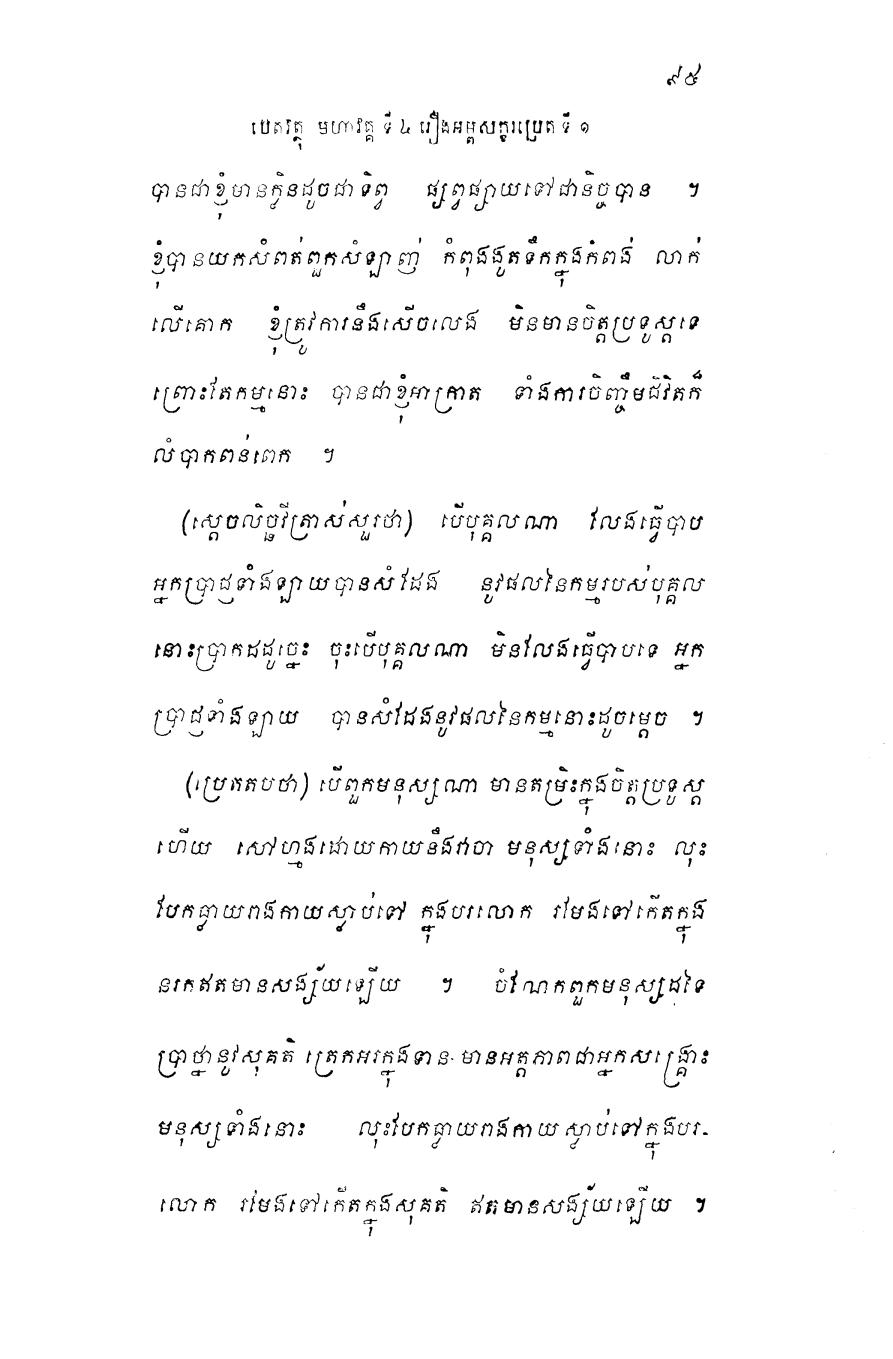 ៩៥
បេតវត្ថុ មហាវគ្គ ទី ៤ រឿងអម្ពសក្ខរប្រេត ទី ១
បានជាខ្ញុំមានក្លិនដូចជាទិព្វ ផ្សព្វផ្សាយទៅជានិច្ចបាន ។
ខ្ញុំបានយកសំពត់ពួកសំឡាញ់ កំពុងងូតទឹកក្នុងកំពង់ លាក់
លើគោក ខ្ញុំត្រូវការនឹងសើចលេង មិនមានចិត្តប្រទូស្តទេ
ព្រោះតែកម្មនោះ បានជាខ្ញុំអាក្រាត ទាំងការចិញ្ចឹមជីវិតក៏
លំបាកពន់ពេក ។
(ស្តេចលិច្ឆវីត្រាស់សួរថា) បើបុគ្គលណា លែងធ្វើបាប
អ្នកប្រាជ្ញទាំងឡាយបានសំដែង នូវផលនៃកម្មរបស់បុគ្គល
នោះប្រាកដដូច្នេះ ចុះបើបុគ្គលណា មិនលែងធ្វើបាបទេ អ្នក
ប្រាជ្ញទាំងឡាយ បានសំដែងនូវផលនៃកម្មនោះដូចម្តេច ។
(ប្រេតតបថា) បើពួកមនុស្សណា មានតម្រិះក្នុងចិត្តប្រទូស្ត
ហើយ សៅហ្មងដោយកាយនឹងវាចា មនុស្សទាំងនោះ លុះ
បែកធ្លាយរាងកាយស្លាប់ទៅ ក្នុងបរលោក រមែងទៅកើតក្នុង
នរកឥតមានសង្ស័យឡើយ ។ ចំណែកពួកមនុស្សដទៃ
ប្រាថ្នានូវសុគតិ ត្រេកអរក្នុងទាន មានអត្តភាពជាអ្នកសង្គ្រោះ
មនុស្សទាំងនោះ លុះបែកធ្លាយរាងកាយ ស្លាប់ទៅក្នុងបរ-
លោក រមែងទៅកើតក្នុងសុគតិ ឥតមានសង្ស័យឡើយ ។